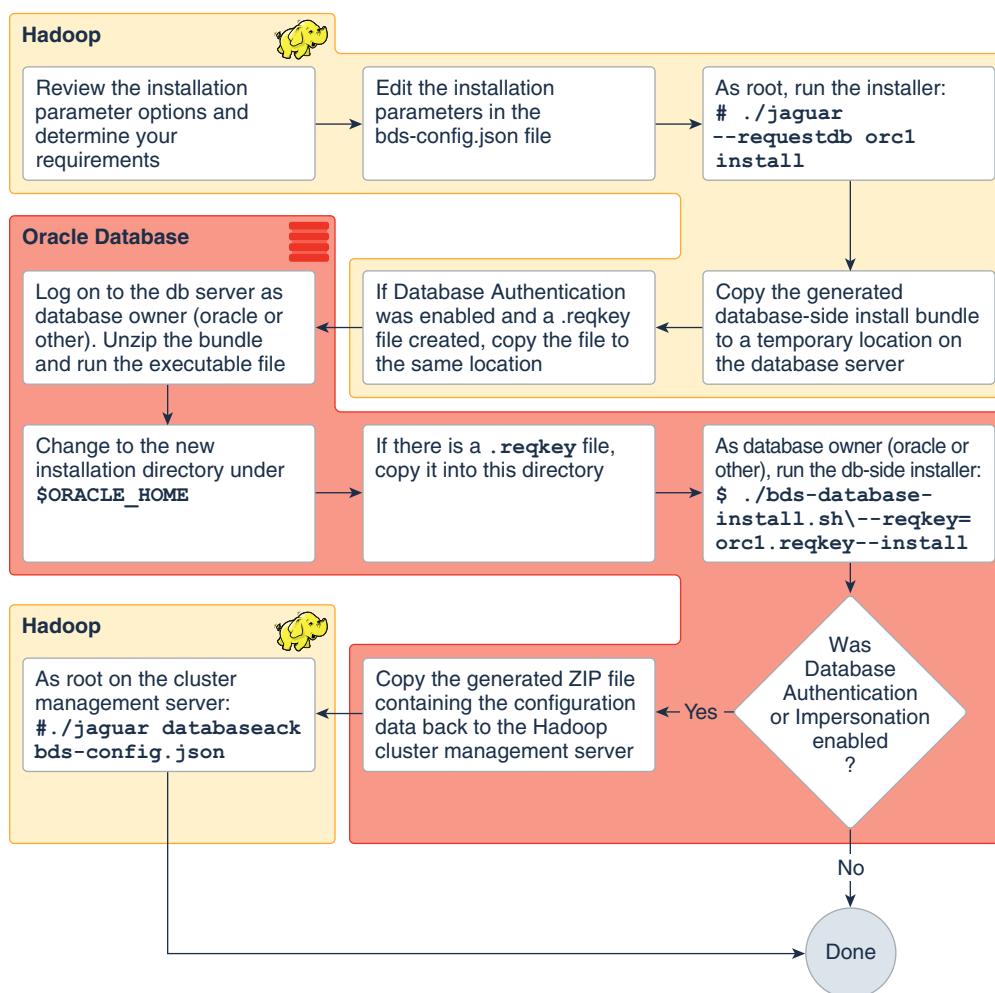 Hadoop
Review the installation
parameter options and
determine your
requirements
Edit the installation
parameters in the
bds-config.json file
As root, run the installer:
# ./jaguar
--requestdb orc1
install
Oracle Database
Log on to the db server as
database owner (oracle or
other). Unzip the bundle
and run the executable file
If Database Authentication
was enabled and a .reqkey
file created, copy the file to
the same location
Copy the generated
database-side install bundle
to a temporary location on
the database server
Change to the new
installation directory under
$ORACLE_HOME
If there is a .reqkey file,
copy it into this directory
As database owner (oracle or
other), run the db-side installer:
$ ./bds-database-
install.sh\--reqkey=
orc1.reqkey--install
Hadoop
As root on the cluster
management server:
#./jaguar databaseack
bds-config.json
Copy the generated ZIP file
containing the configuration
data back to the Hadoop
cluster management server
Yes
Was
Database
Authentication
or Impersonation
enabled
?
No
Done